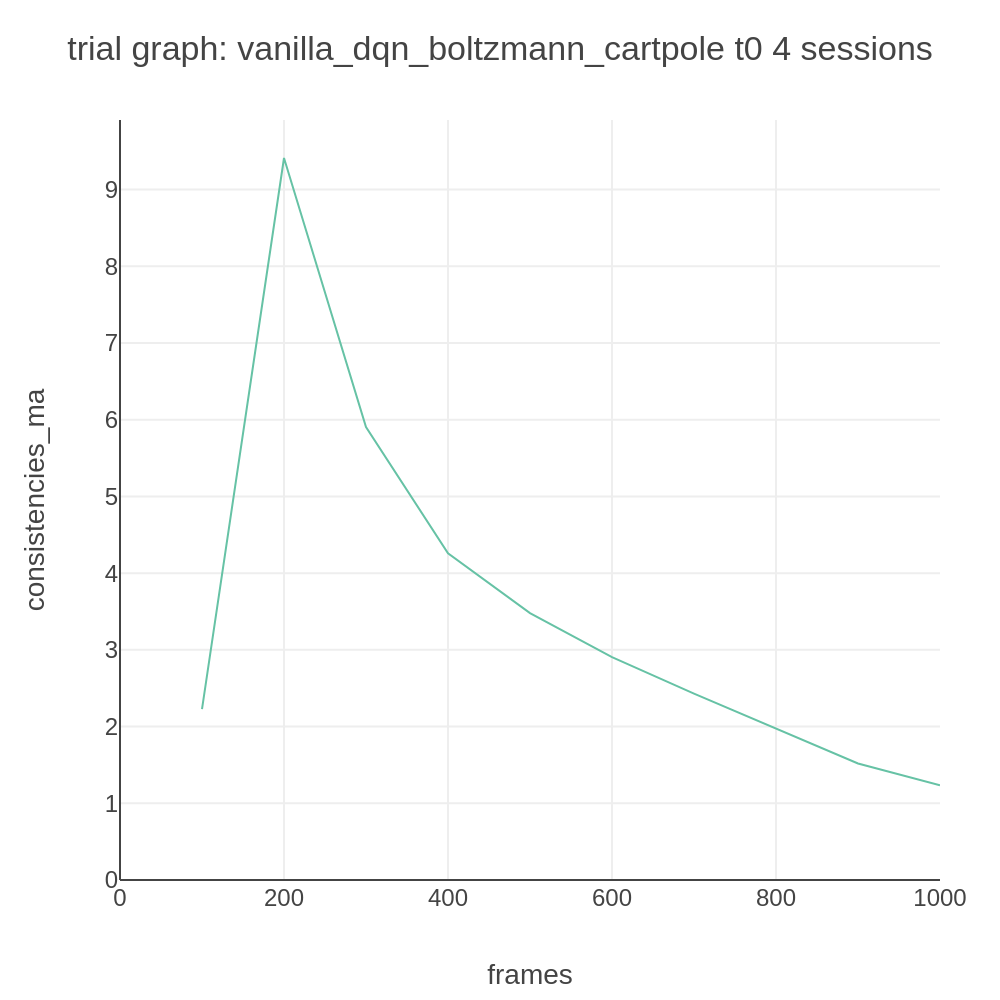 trial graph: vanilla_dqn_boltzmann_cartpole t0 4 sessions
consistencies_ma
9
8
7
6
5
4
3
2
1
0
0 200 400 600 800 1000
frames